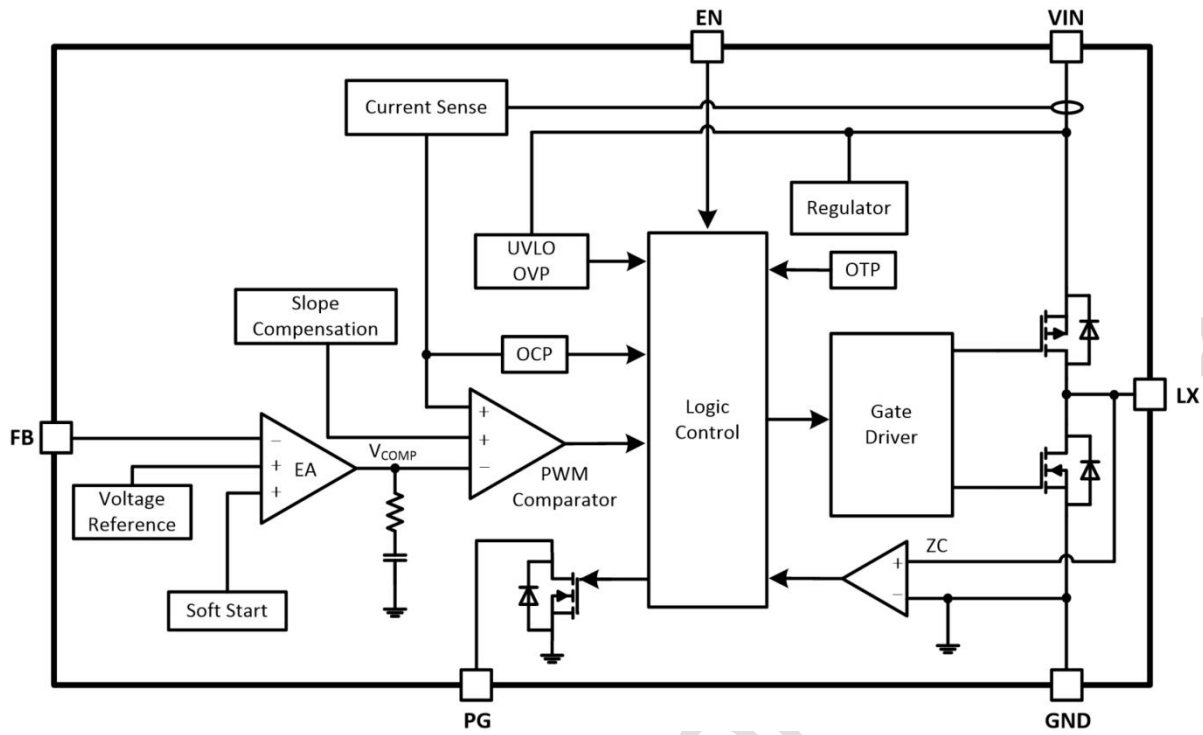 EN
VIN
Current Sense
Regulator
UVLO
OVP
OTP
Slope
Compensation
OCP
Logic
Control
Gate
Driver
LX
FB
−
+
+
EA
VCOMP
+
+
−
PWM
Comparator
Voltage
Reference
Soft Start
ZC
+
−
PG
GND